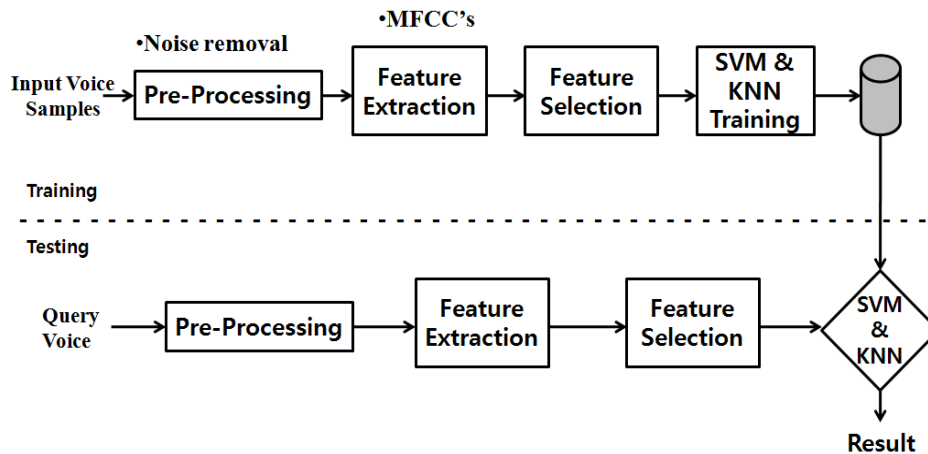 •MFCC's
•Noise removal
Input Voice
Samples
Pre-Processing
Feature
Extraction
Feature
Selection
SVM &
KNN
Training
Training
Testing
Query
Voice
Pre-Processing
Feature
Extraction
Feature
Selection
SVM
&
KNN
Result